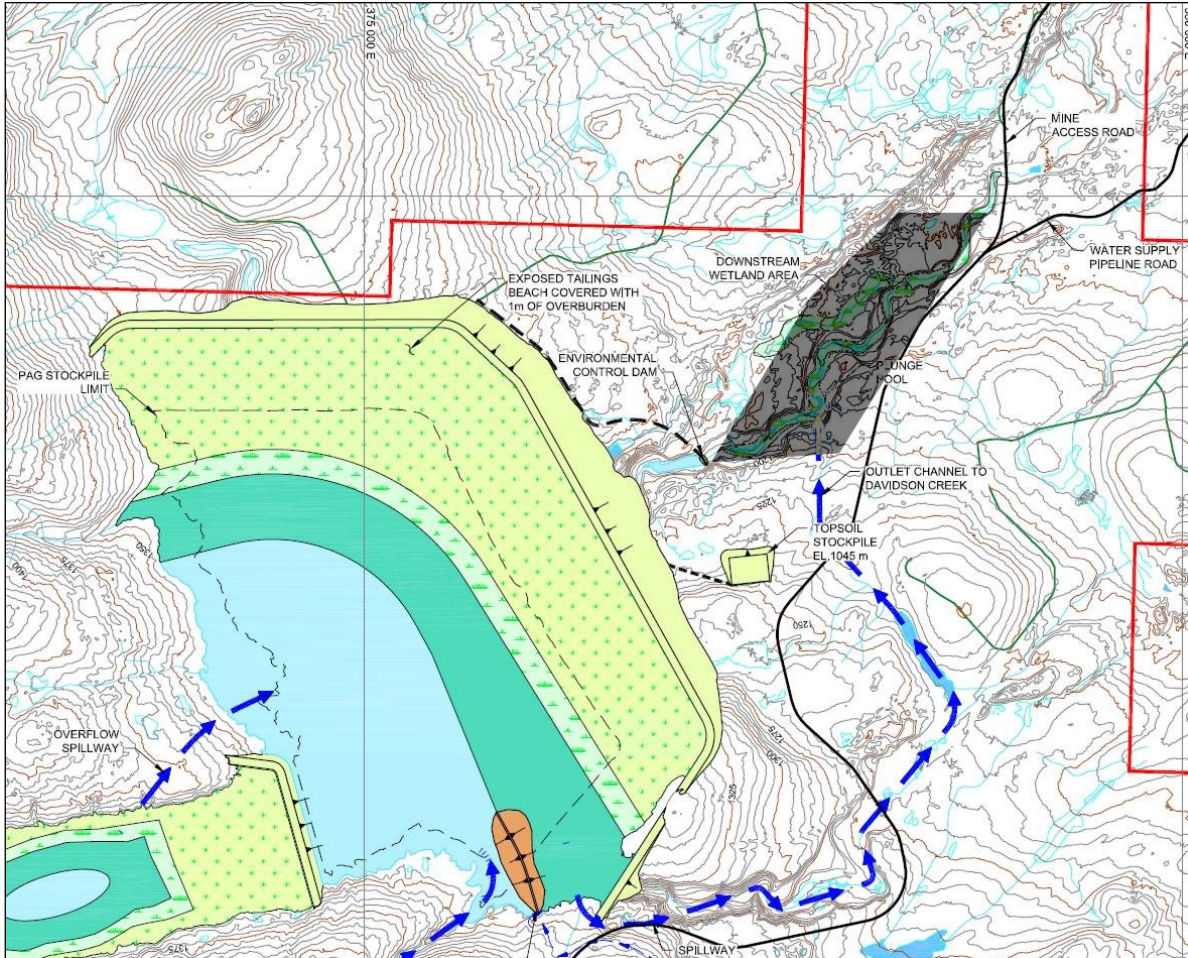 375 000 E
MINE
ACCESS ROAD
DOWNSTREAM
WETLAND AREA
WATER SUPPLY
PIPELINE ROAD
EXPOSED TAILINGS
BEACH COVERED WITH
1m OF OVERBURDEN
ENVIRONMENTAL
CONTROL DAM
PAG STOCKPILE
LIMIT
PLUNGE
POOL
1200
OUTLET CHANNEL TO
DAVIDSON CREEK
1225
TOPSOIL
STOCKPILE
EL.1045 m
1350
1375
1400
1250
1275
1300
1325
OVERFLOW
SPILLWAY
1375
SPILLWAY